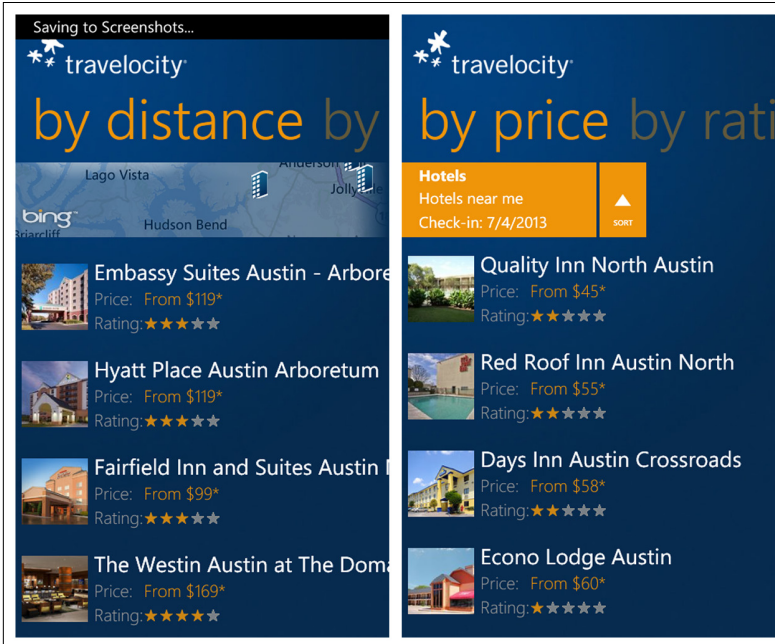 Saving to Screenshots...
travelocity
by distance by
Lago Vista
Anderson
Jolly
bing
Hudson Bend
Briarcliff
Embassy Suites Austin - Arbore
Price: From $119*
Rating:
Hyatt Place Austin Arboretum
Price: From $119*
Rating:
Fairfield Inn and Suites Austin
Price: From $99*
Rating:
The Westin Austin at The Doma
Price: From $169*
Rating:
travelocity
by price by rati
Hotels
Hotels near me
Check-in: 7/4/2013
SORT
Quality Inn North Austin
Price: From $45*
Rating:
Red Roof Inn Austin North
Price: From $55*
Rating:
Days Inn Austin Crossroads
Price: From $58*
Rating:
Econo Lodge Austin
Price: From $60*
Rating: